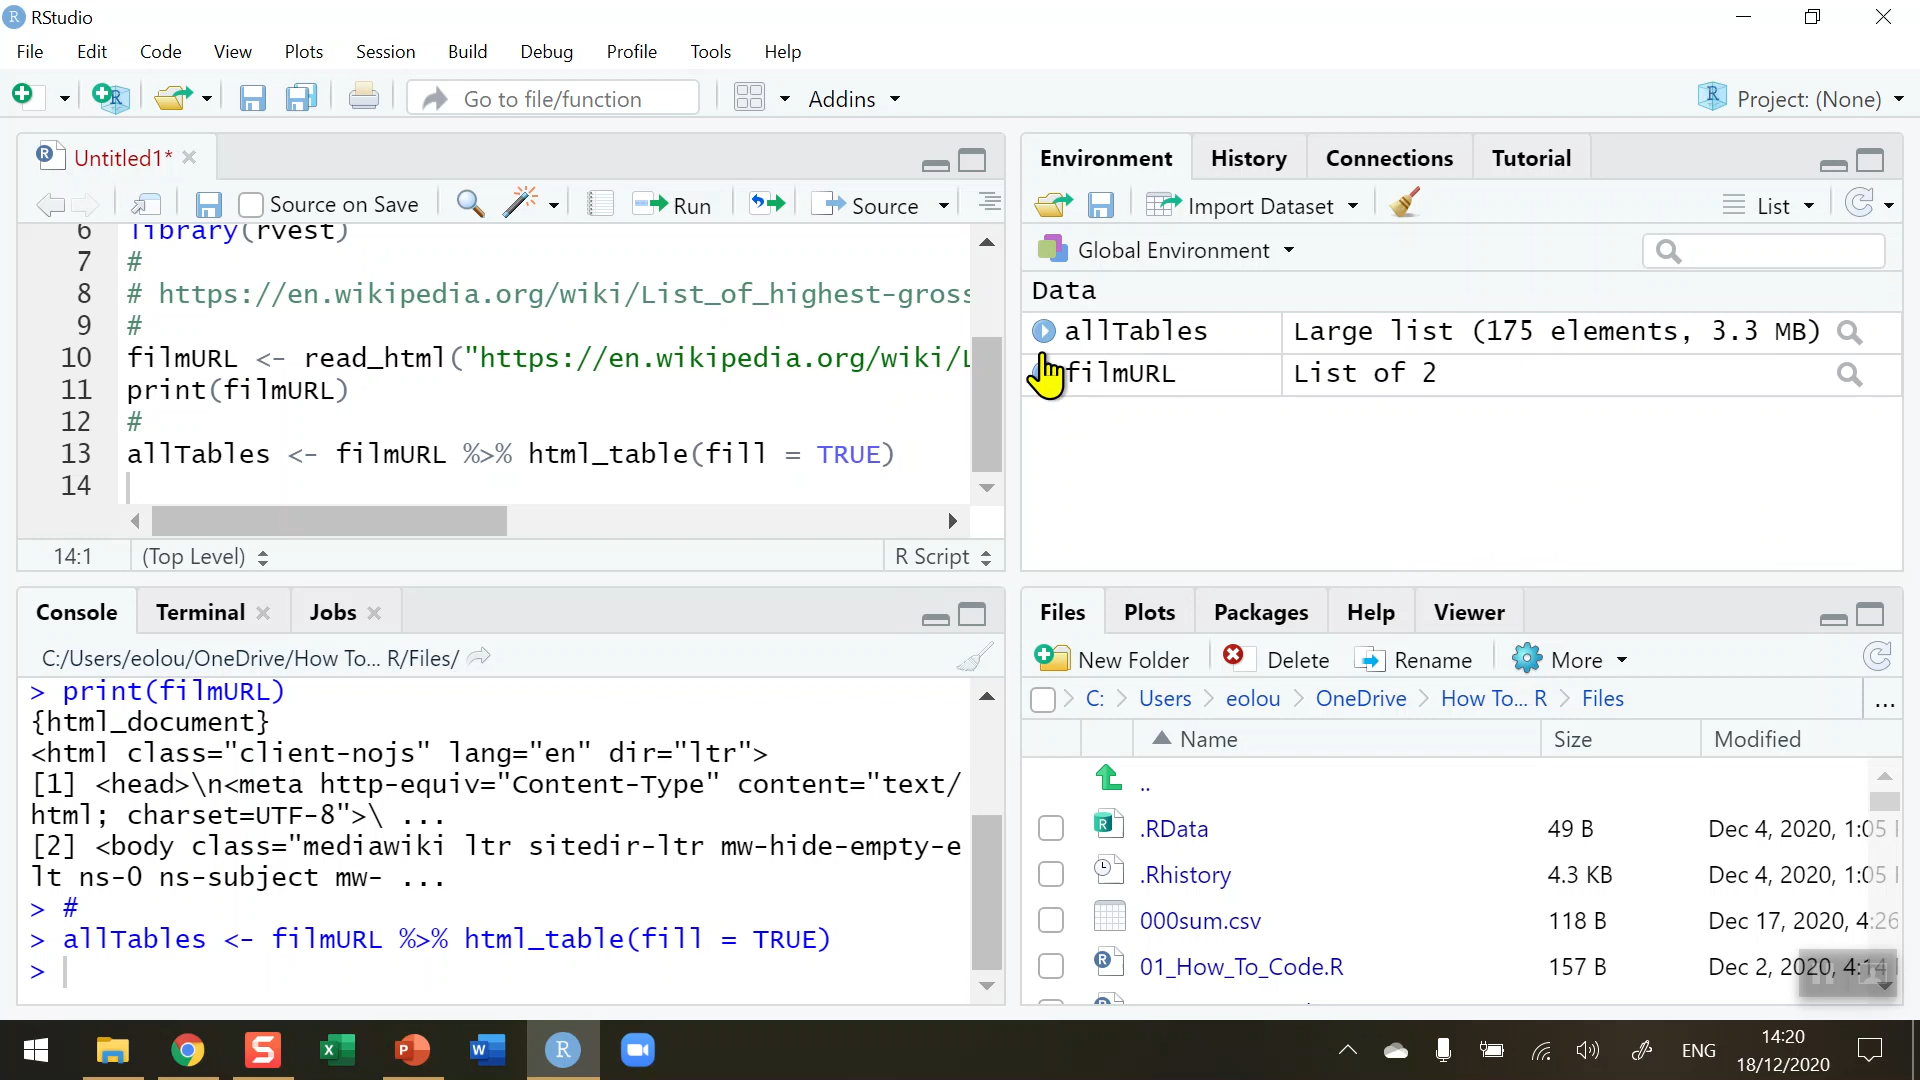 RStudio
File Edit Code View Plots Session Build Debug Profile Tools Help
Go to file/function Addins Project: (None)
Untitled1*
Source on Save Run Source
6 library(rvest)
7 #
8 # https://en.wikipedia.org/wiki/List_of_highest-gross
9 #
10 filmURL <- read_html("https://en.wikipedia.org/wiki/L
11 print(filmURL)
12 #
13 allTables <- filmURL %>% html_table(fill = TRUE)
14
14:1 (Top Level) R Script
Environment History Connections Tutorial
Import Dataset List
Global Environment
Data
allTables Large list (175 elements, 3.3 MB)
filmURL List of 2
Console Terminal Jobs
C:/Users/eolou/OneDrive/How To... R/Files/
> print(filmURL)
{html_document}
<html class="client-nojs" lang="en" dir="ltr">
[1] <head>\n<meta http-equiv="Content-Type" content="text/
html; charset=UTF-8">\ ...
[2] <body class="mediawiki ltr sitedir-ltr mw-hide-empty-e
lt ns-0 ns-subject mw- ...
> #
> allTables <- filmURL %>% html_table(fill = TRUE)
>
Files Plots Packages Help Viewer
New Folder Delete Rename More
C: Users eolou OneDrive How To... R Files ...
Name Size Modified
..
.RData 49 B Dec 4, 2020, 1:05
.Rhistory 4.3 KB Dec 4, 2020, 1:05
000sum.csv 118 B Dec 17, 2020, 4:26
01_How_To_Code.R 157 B Dec 2, 2020, 4:14
ENG 14:20
18/12/2020